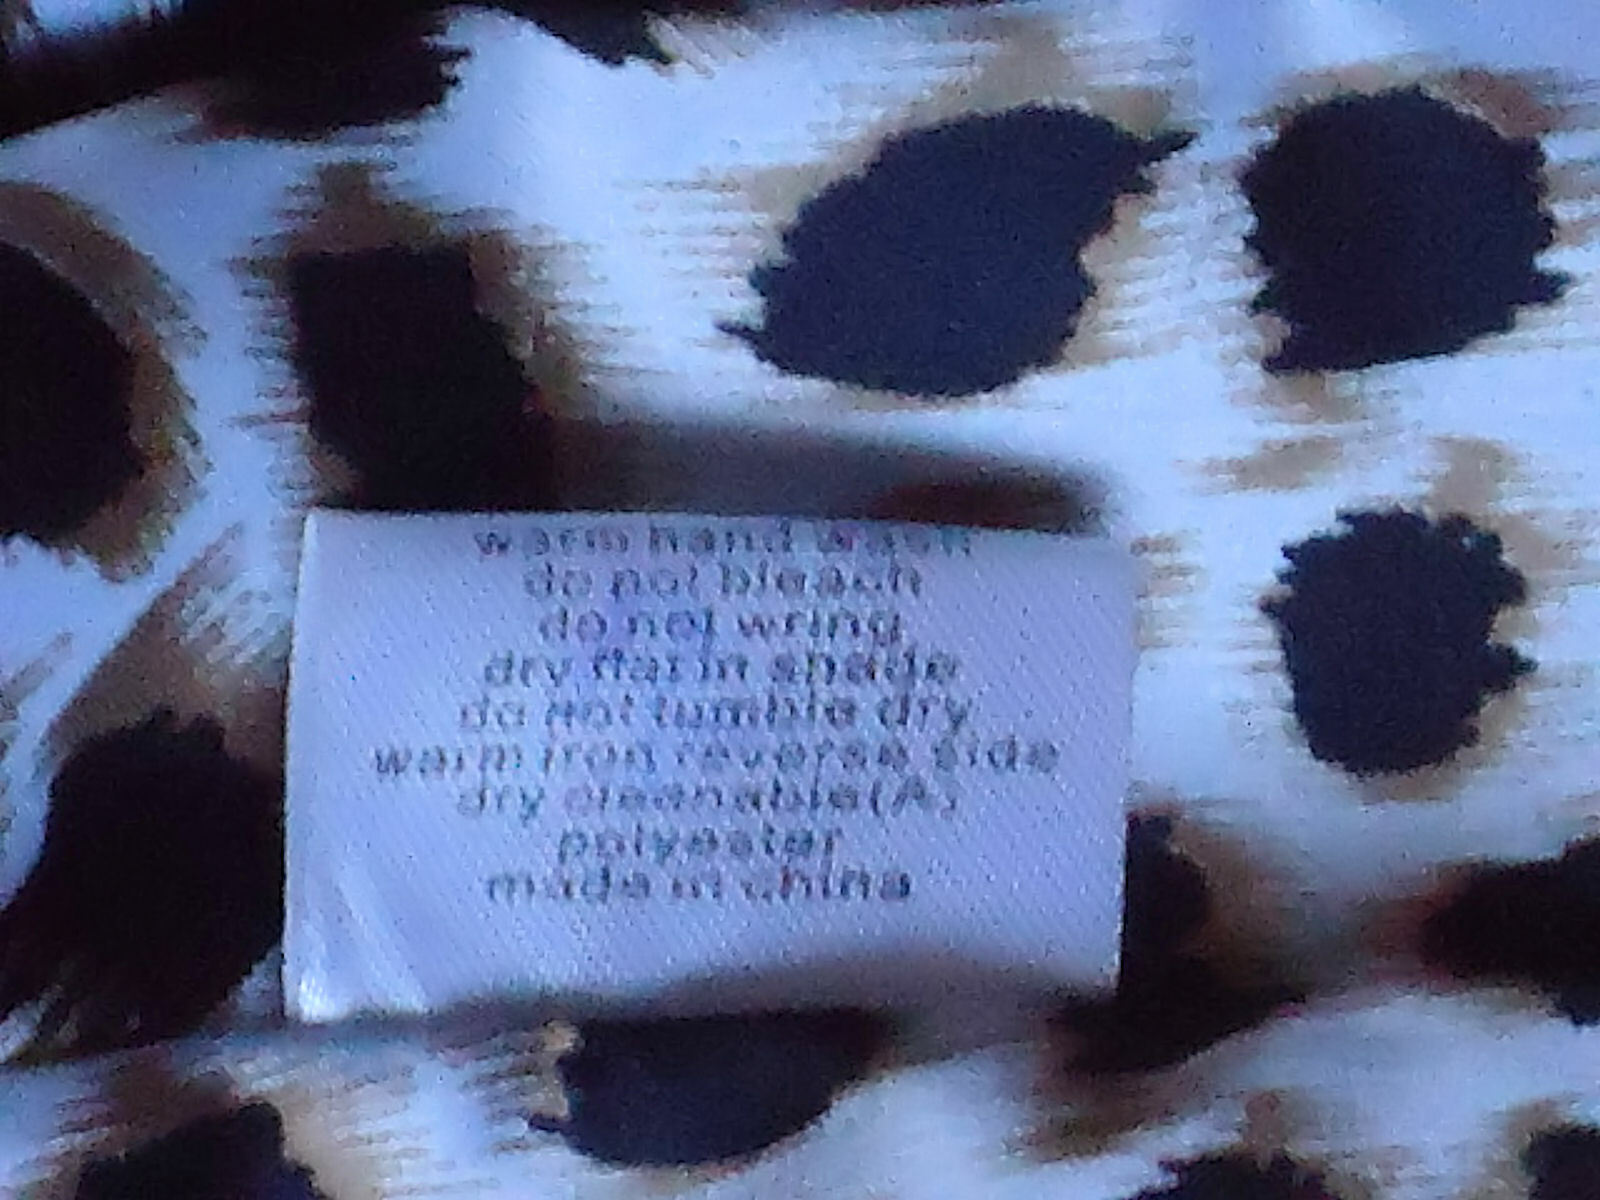 warm hand wash
do not bleach
do not wring
dry flat in shade
do not tumble dry
warm iron reverse side
dry cleanable(A)
polyester
made in china